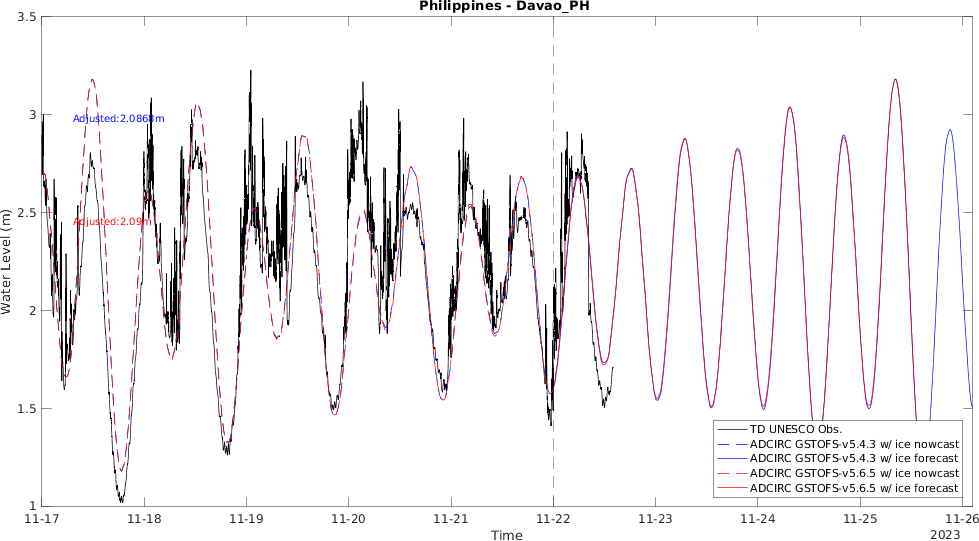 Philippines - Davao_PH
3.5
3
2.5
2
1.5
1
Water Level (m)
Adjusted:2.0868m
Adjusted:2.09m
TD UNESCO Obs.
ADCIRC GSTOFS-v5.4.3 w/ ice nowcast
ADCIRC GSTOFS-v5.4.3 w/ ice forecast
ADCIRC GSTOFS-v5.6.5 w/ ice nowcast
ADCIRC GSTOFS-v5.6.5 w/ ice forecast
11-17 11-18 11-19 11-20 11-21 11-22 11-23 11-24 11-25 11-26
2023
Time